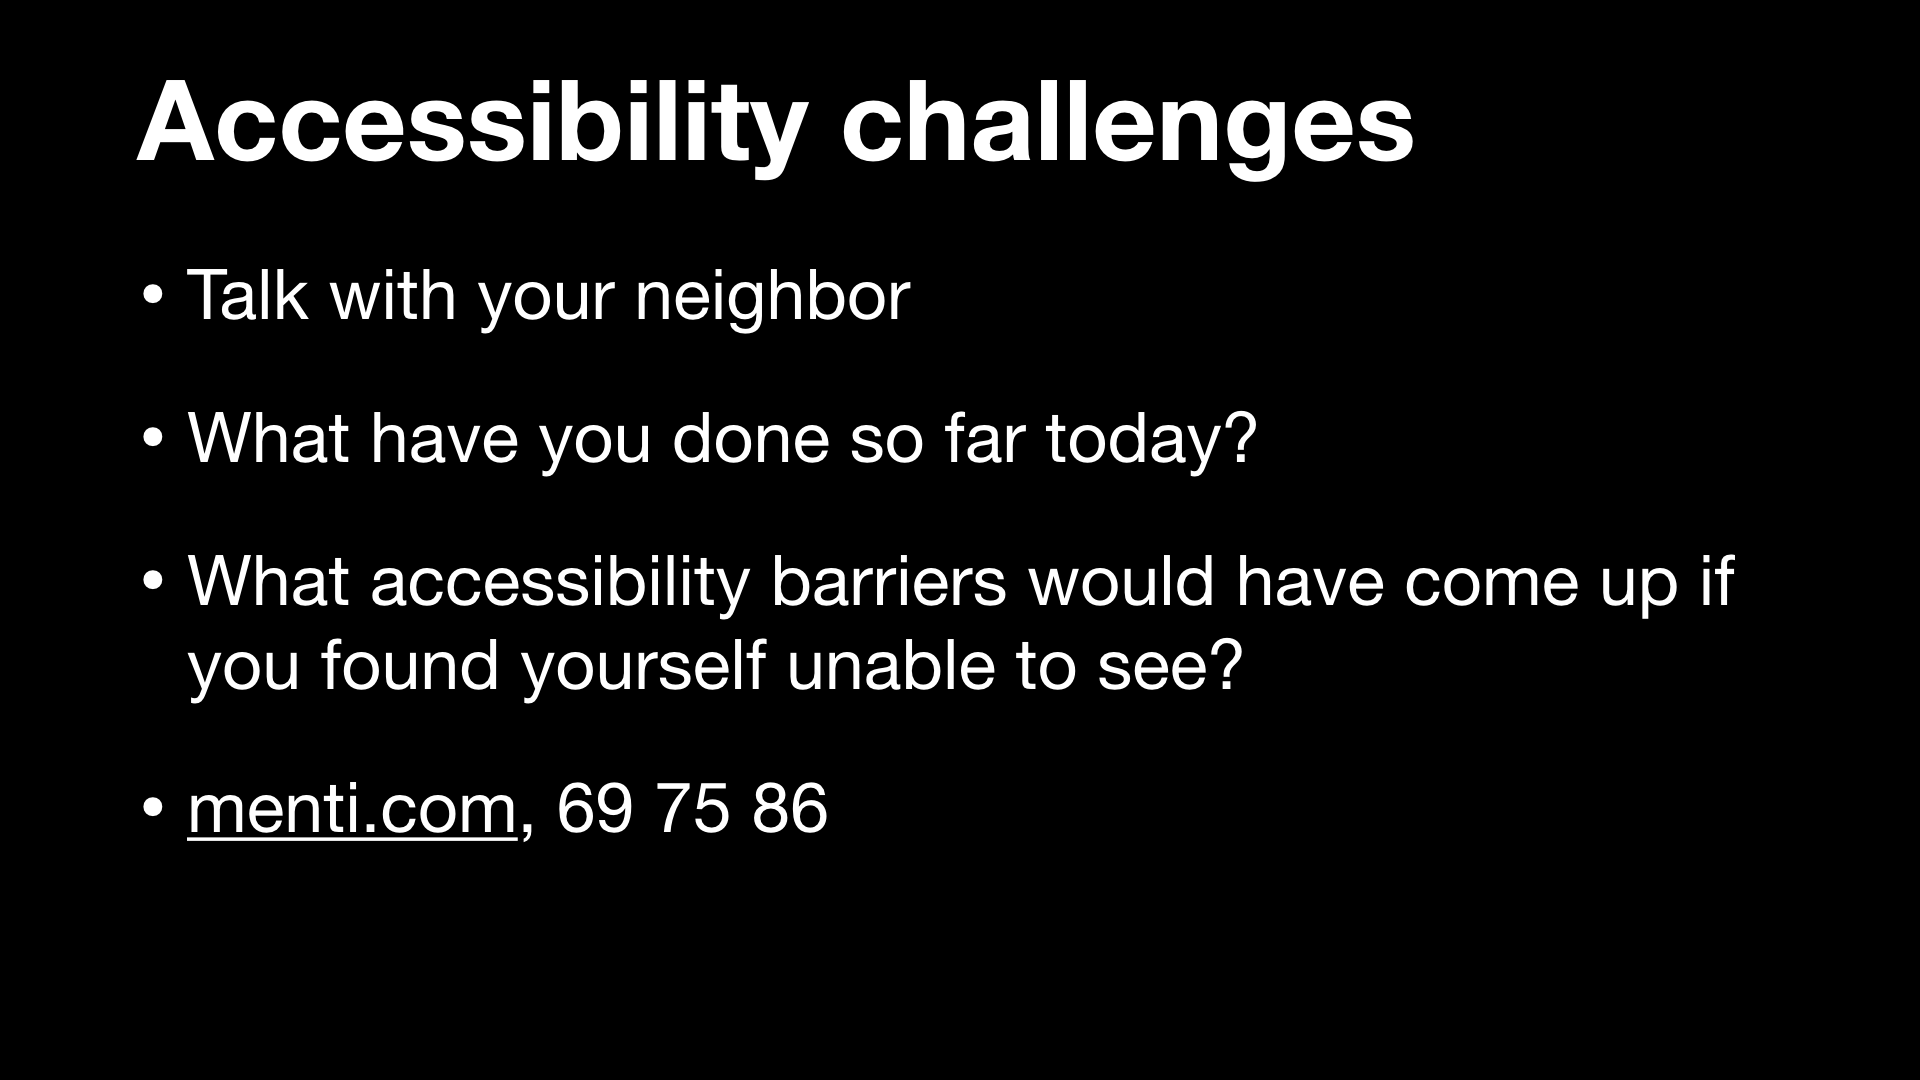 Accessibility challenges
• Talk with your neighbor
• What have you done so far today?
• What accessibility barriers would have come up if
you found yourself unable to see?
• menti.com, 69 75 86